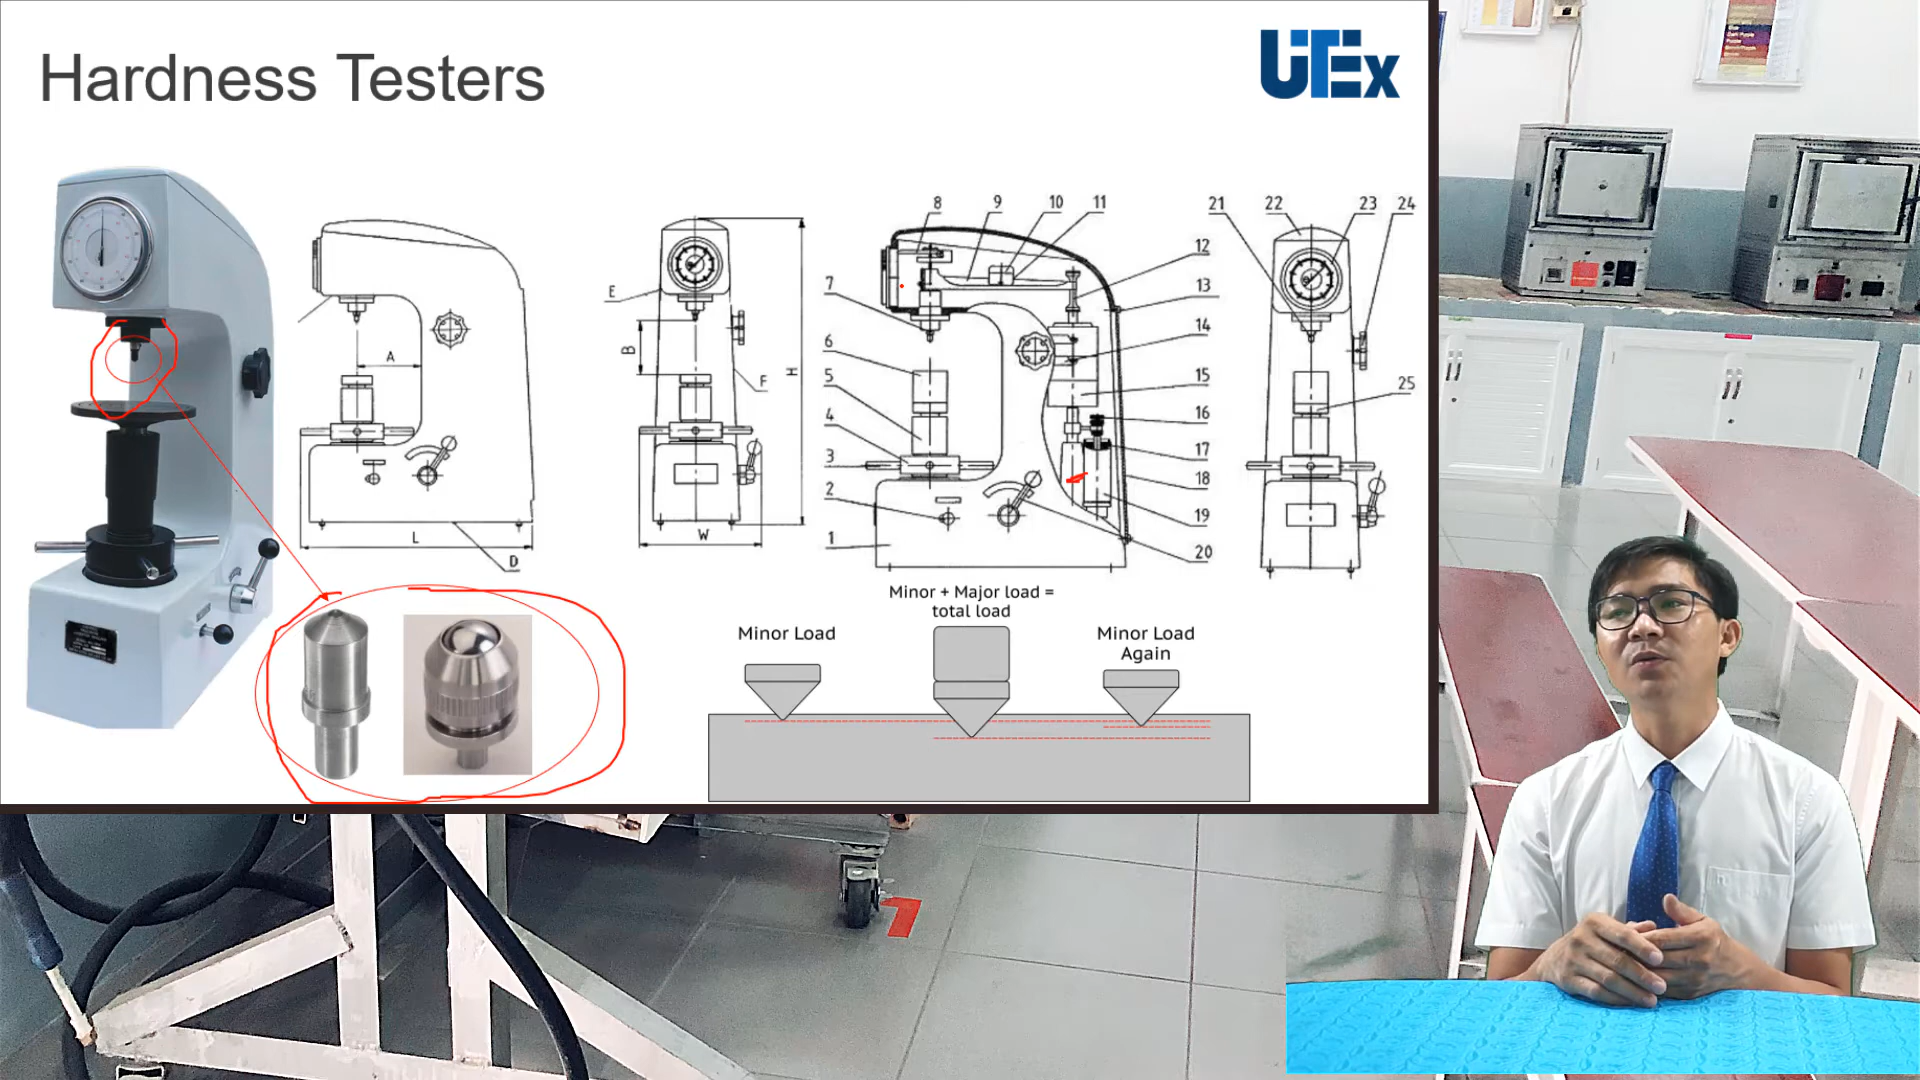 Hardness Testers
UTEx
8
9
10
11
12
13
14
15
16
17
18
19
20
7
6
5
4
3
2
1
21
22
23
24
25
A
B
E
F
H
L
D
W
Minor + Major load =
total load
Minor Load
Minor Load
Again